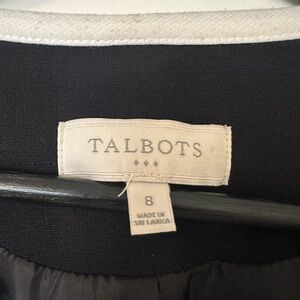 TALBOTS
8
MADE IN
SRI LANKA